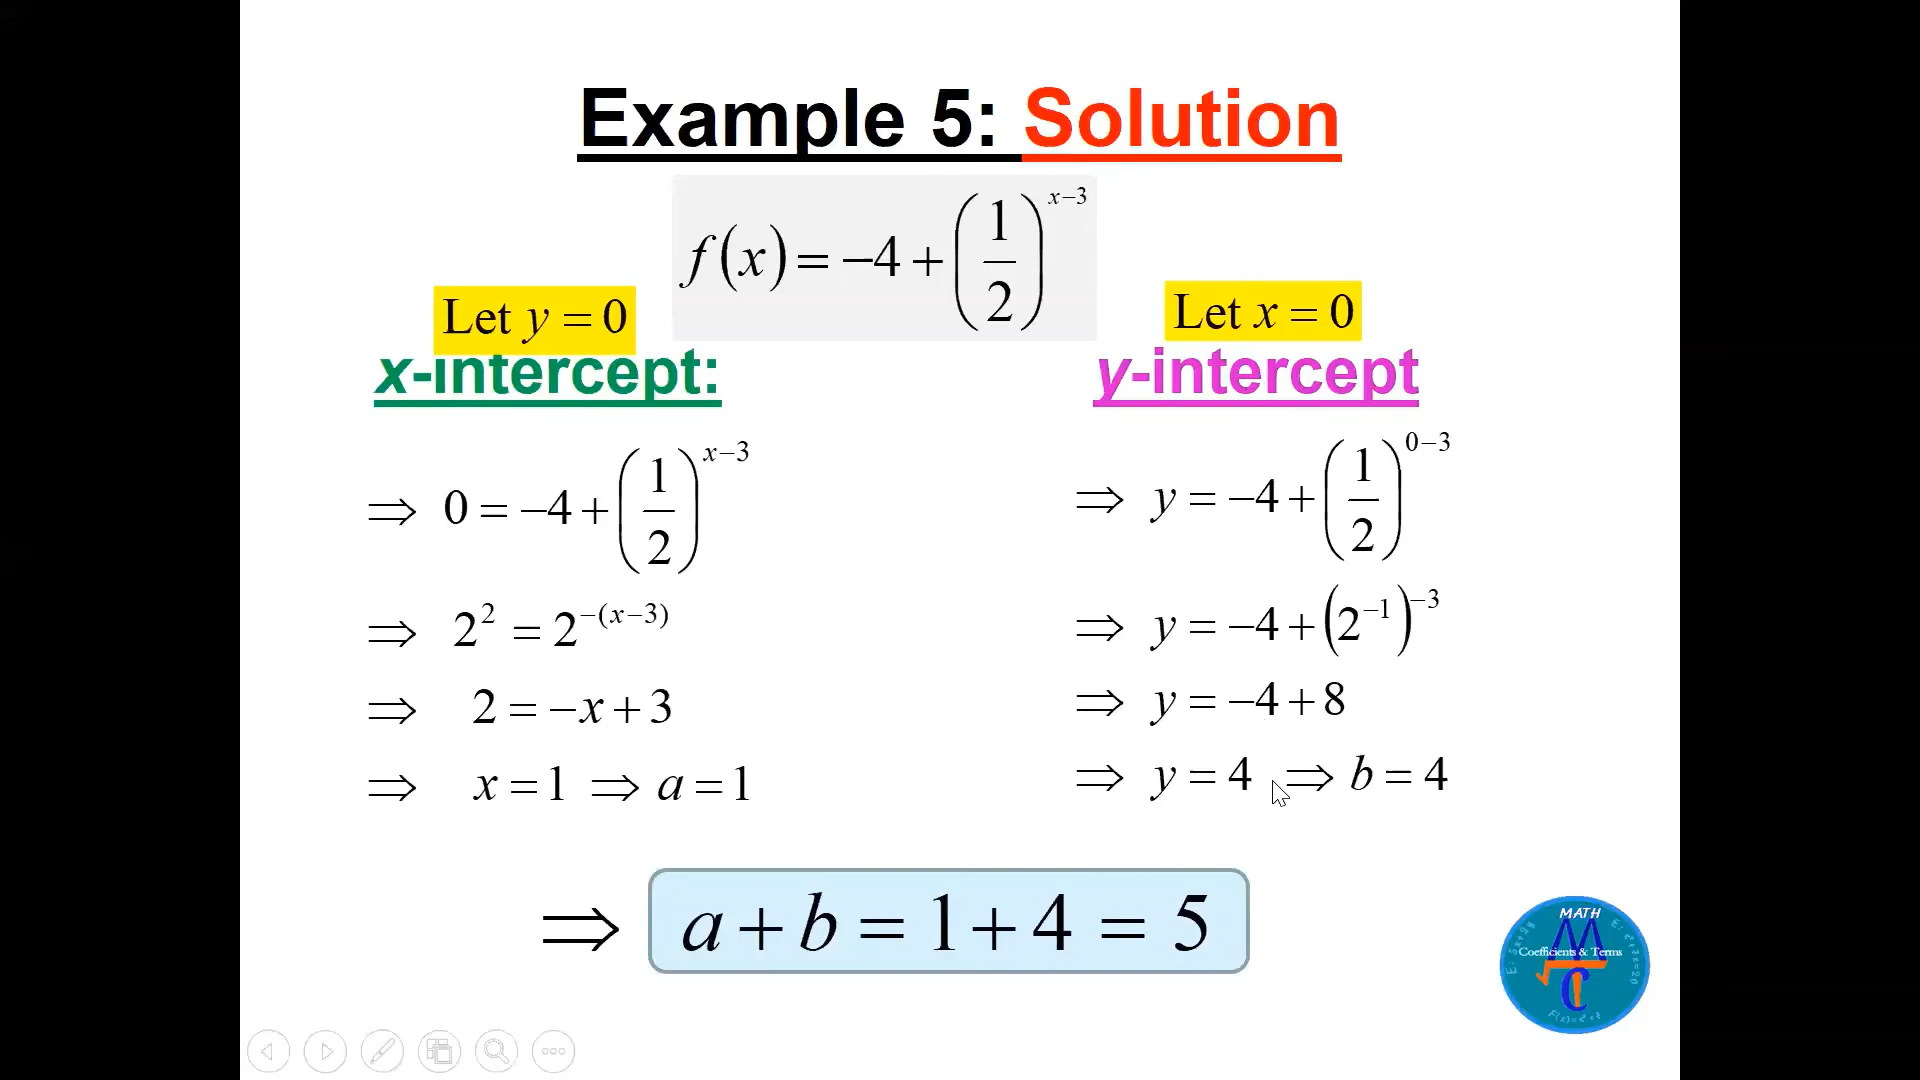 Example 5: Solution
f(x) = −4 + (1/2)^(x−3)
Let y = 0
x-intercept:
⇒ 0 = −4 + (1/2)^(x−3)
⇒ 2^2 = 2^(−(x−3))
⇒ 2 = −x + 3
⇒ x = 1 ⇒ a = 1
Let x = 0
y-intercept
⇒ y = −4 + (1/2)^(0−3)
⇒ y = −4 + (2^(−1))^(−3)
⇒ y = −4 + 8
⇒ y = 4 ⇒ b = 4
⇒ a + b = 1 + 4 = 5
MATH
M
Coefficients & Terms
C